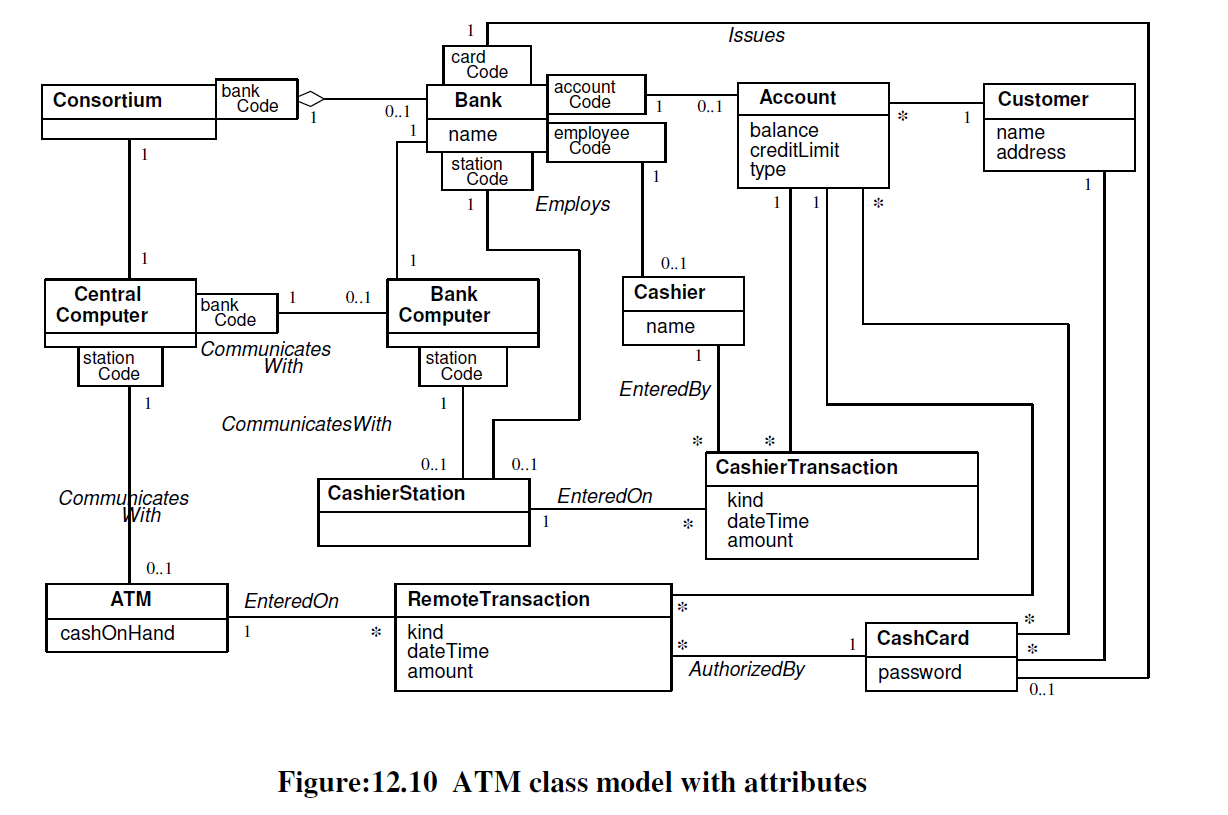 1
Issues
card
Code
Consortium
bank
Code
1
0..1
Bank
name
account
Code
1
0..1
Account
balance
creditLimit
type
*
1
Customer
name
address
employee
Code
1
station
Code
1
1
Employs
1
1
1
*
1
1
1
1
0..1
Central
Computer
bank
Code
1
0..1
Bank
Computer
Cashier
name
Communicates
With
station
Code
station
Code
1
1
1
EnteredBy
CommunicatesWith
*
*
0..1
0..1
CashierStation
EnteredOn
1
*
CashierTransaction
kind
dateTime
amount
Communicates
With
0..1
ATM
cashOnHand
EnteredOn
1
*
RemoteTransaction
kind
dateTime
amount
*
*
AuthorizedBy
1
CashCard
password
*
*
0..1
Figure:12.10 ATM class model with attributes